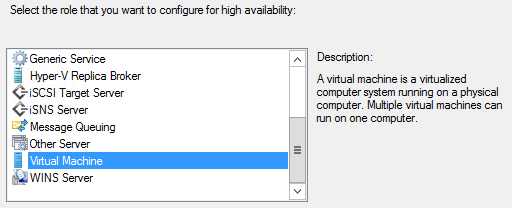 Select the role that you want to configure for high availability:
Generic Service
Hyper-V Replica Broker
iSCSI Target Server
iSNS Server
Message Queuing
Other Server
Virtual Machine
WINS Server
Description:
A virtual machine is a virtualized
computer system running on a physical
computer. Multiple virtual machines can
run on one computer.